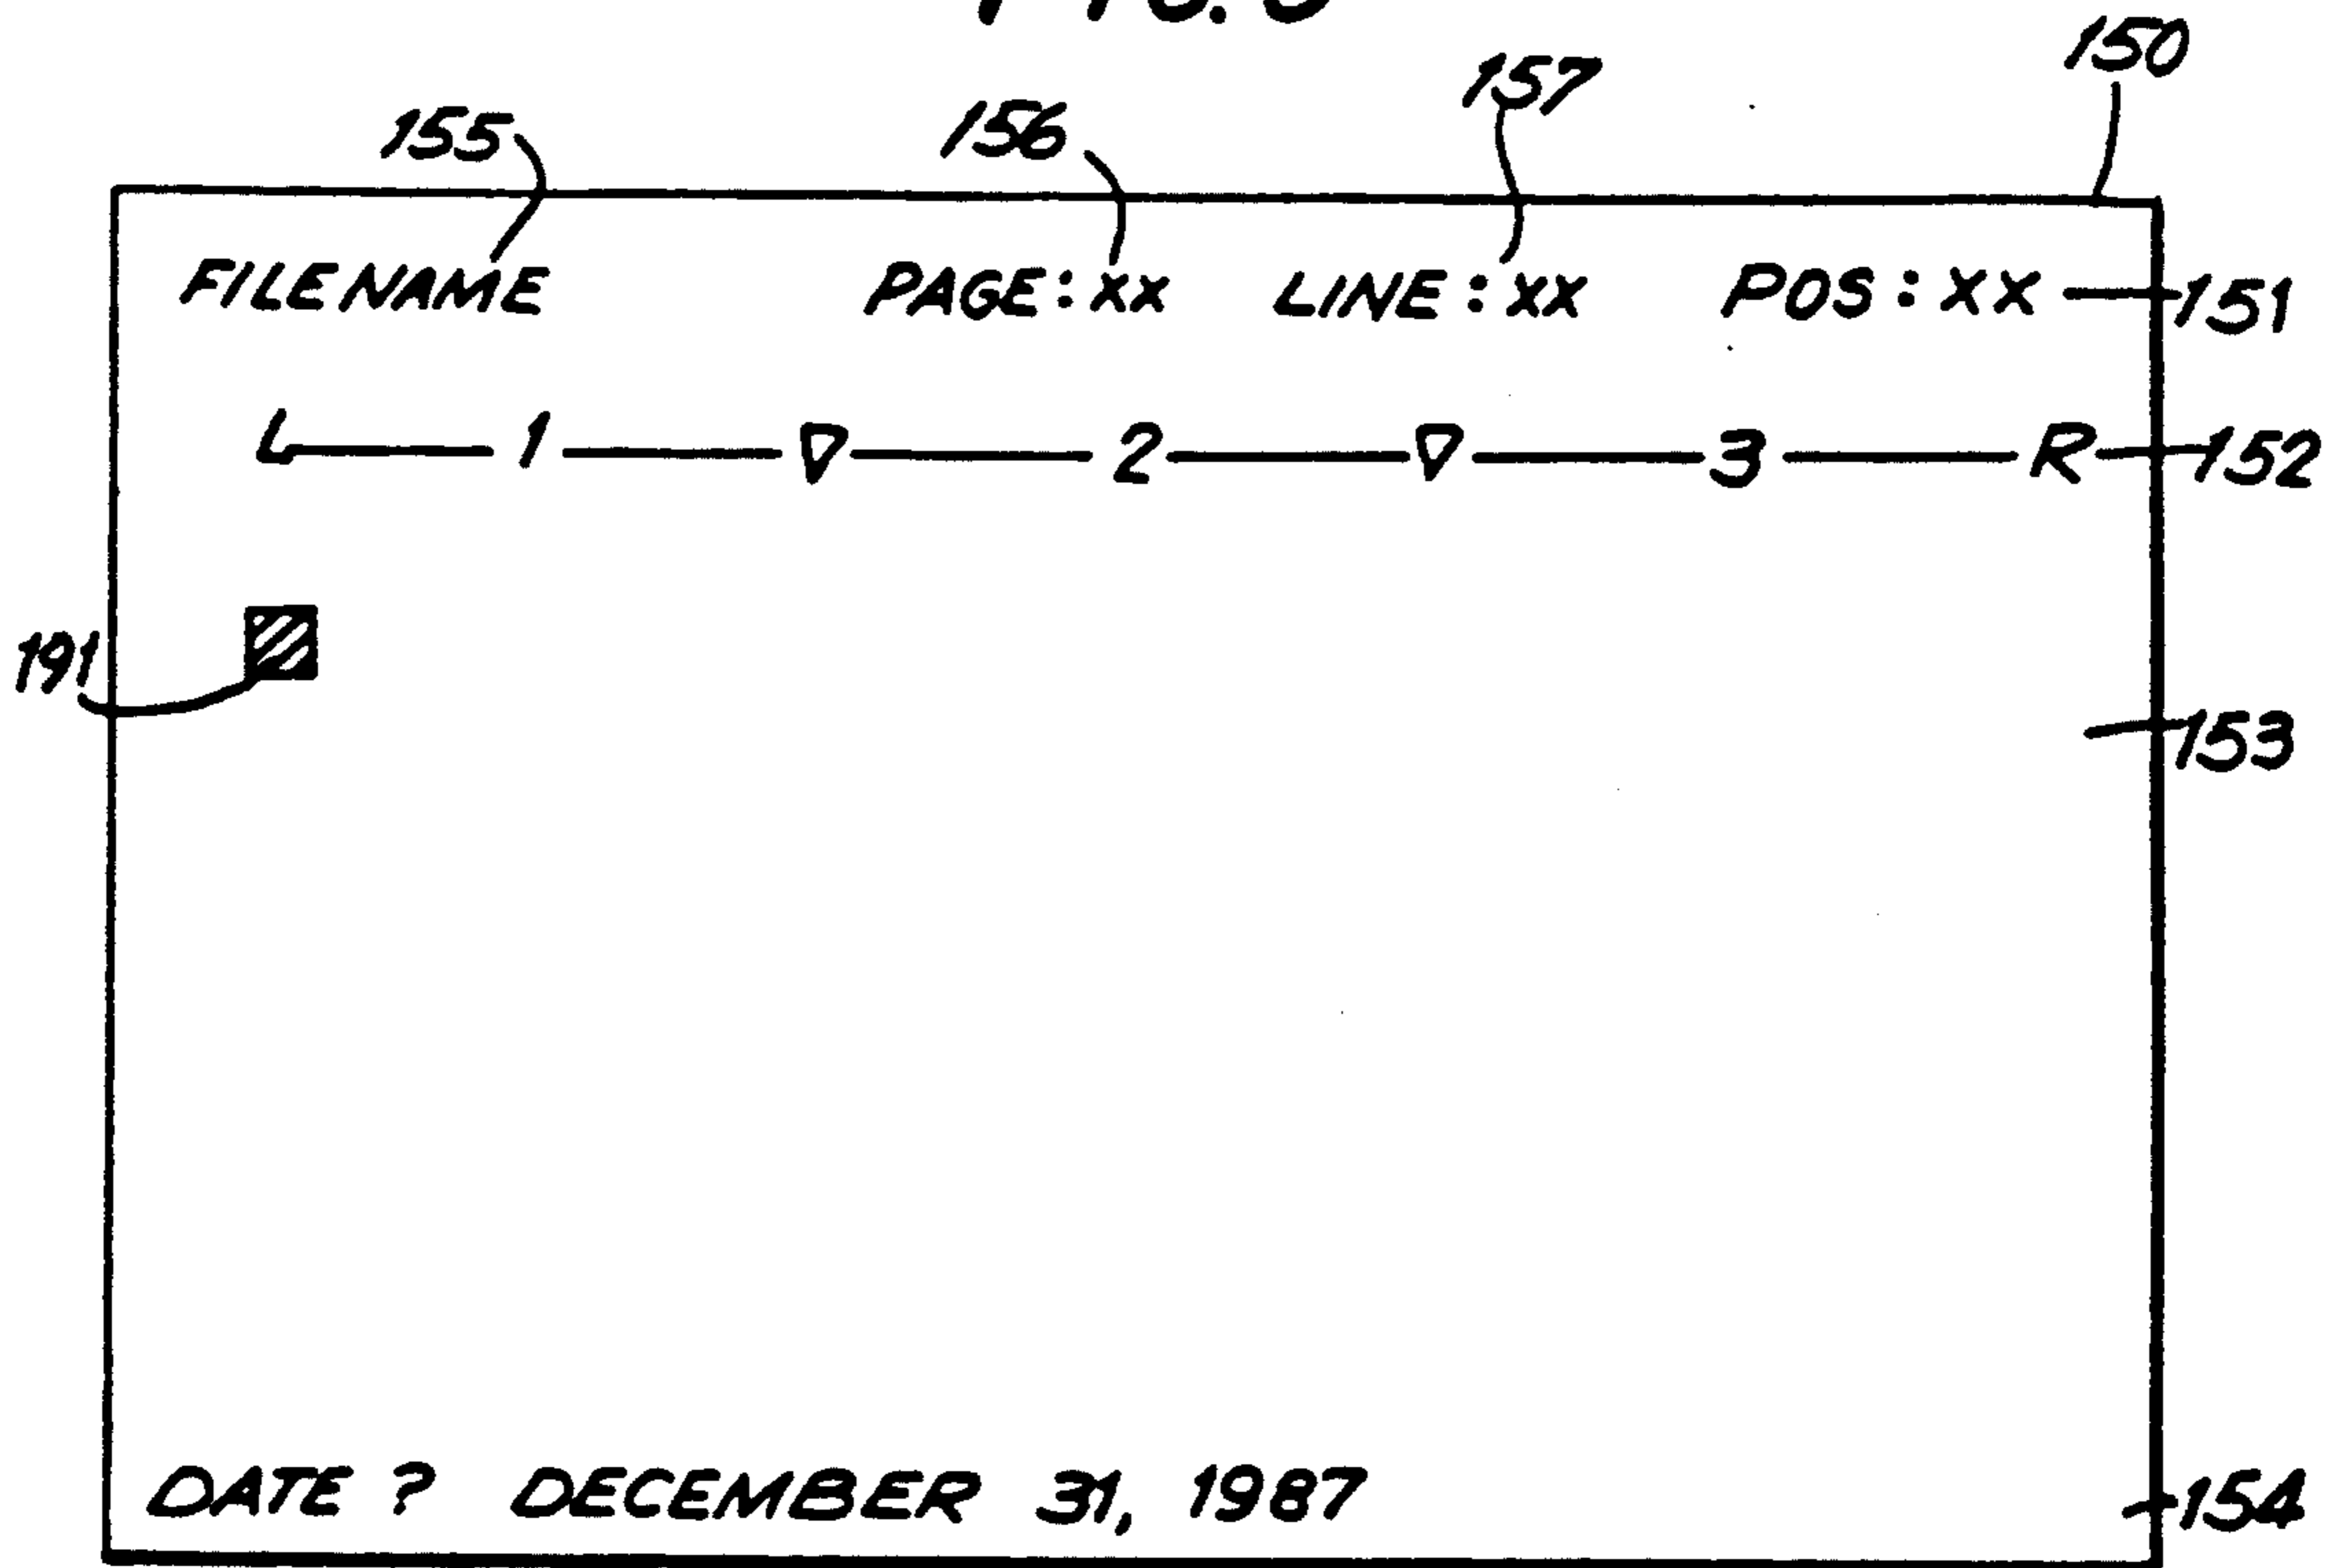 150
157
155 156
FILENAME PAGE:XX LINE:XX POS:XX 151
L 1 ▽ 2 ▽ 3 R 152
191
153
DATE ? DECEMBER 31, 1987 154